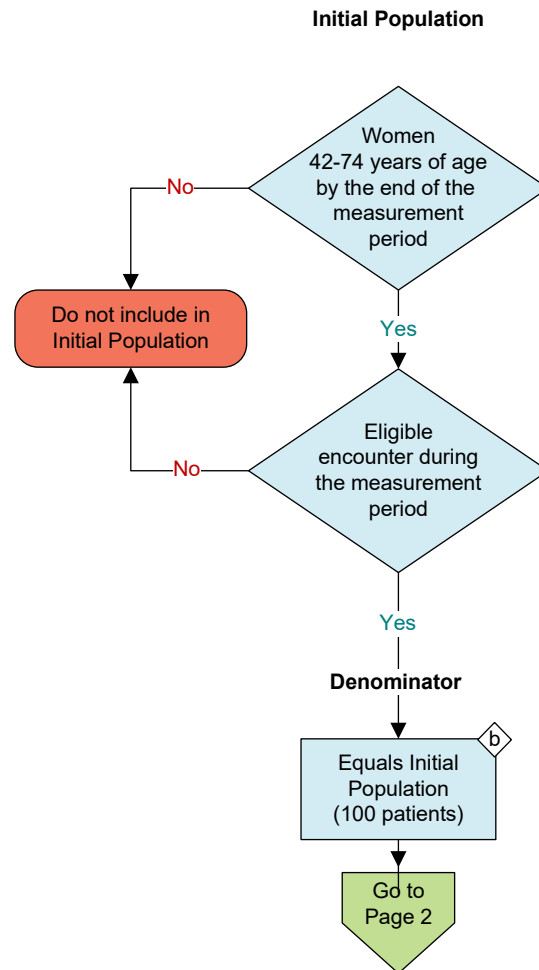 Initial Population
Women
42-74 years of age
by the end of the
measurement
period
No
Do not include in
Initial Population
Yes
Eligible
encounter during
the measurement
period
No
Yes
Denominator
b
Equals Initial
Population
(100 patients)
Go to
Page 2